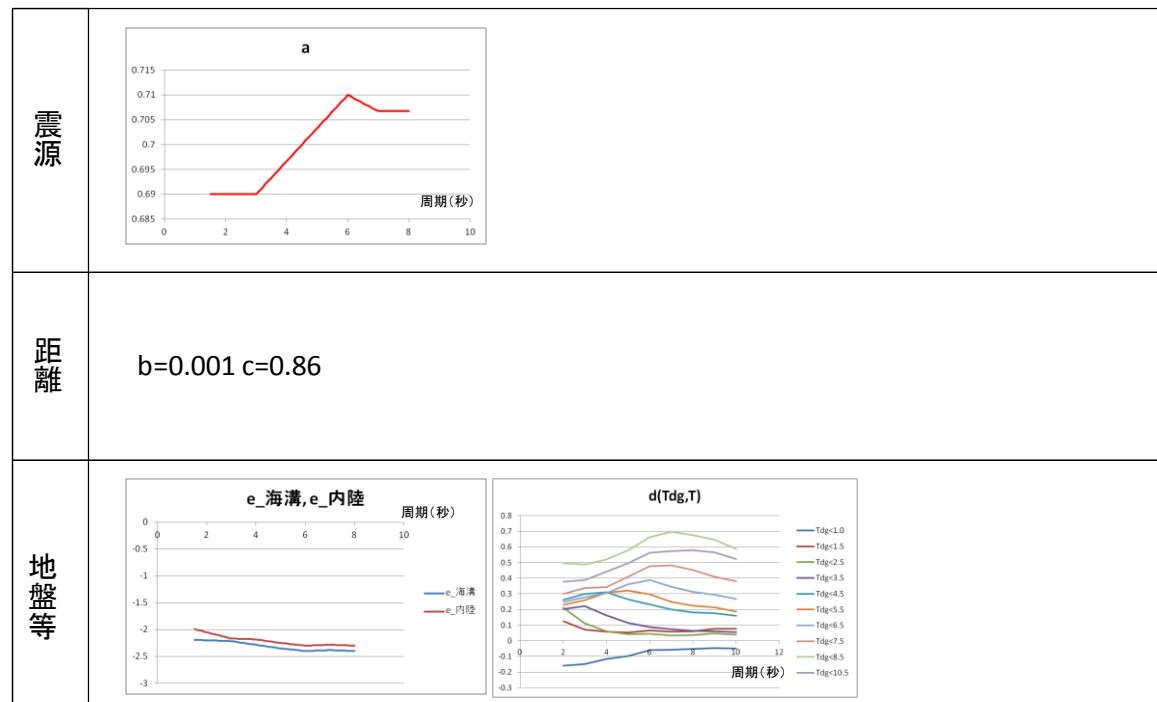 震源
a
0.715
0.71
0.705
0.7
0.695
0.69
0.685
周期(秒)
0 2 4 6 8 10
距離
b=0.001 c=0.86
地盤等
e_海溝,e_内陸
周期(秒)
0
0 2 4 6 8 10
-0.5
-1
-1.5
-2
-2.5
-3
e_海溝
e_内陸
d(Tdg,T)
0.8
0.7
0.6
0.5
0.4
0.3
0.2
0.1
0
-0.1
-0.2
-0.3
0 2 4 6 8 10 12
周期(秒)
Tdg<1.0
Tdg<1.5
Tdg<2.5
Tdg<3.5
Tdg<4.5
Tdg<5.5
Tdg<6.5
Tdg<7.5
Tdg<8.5
Tdg<10.5